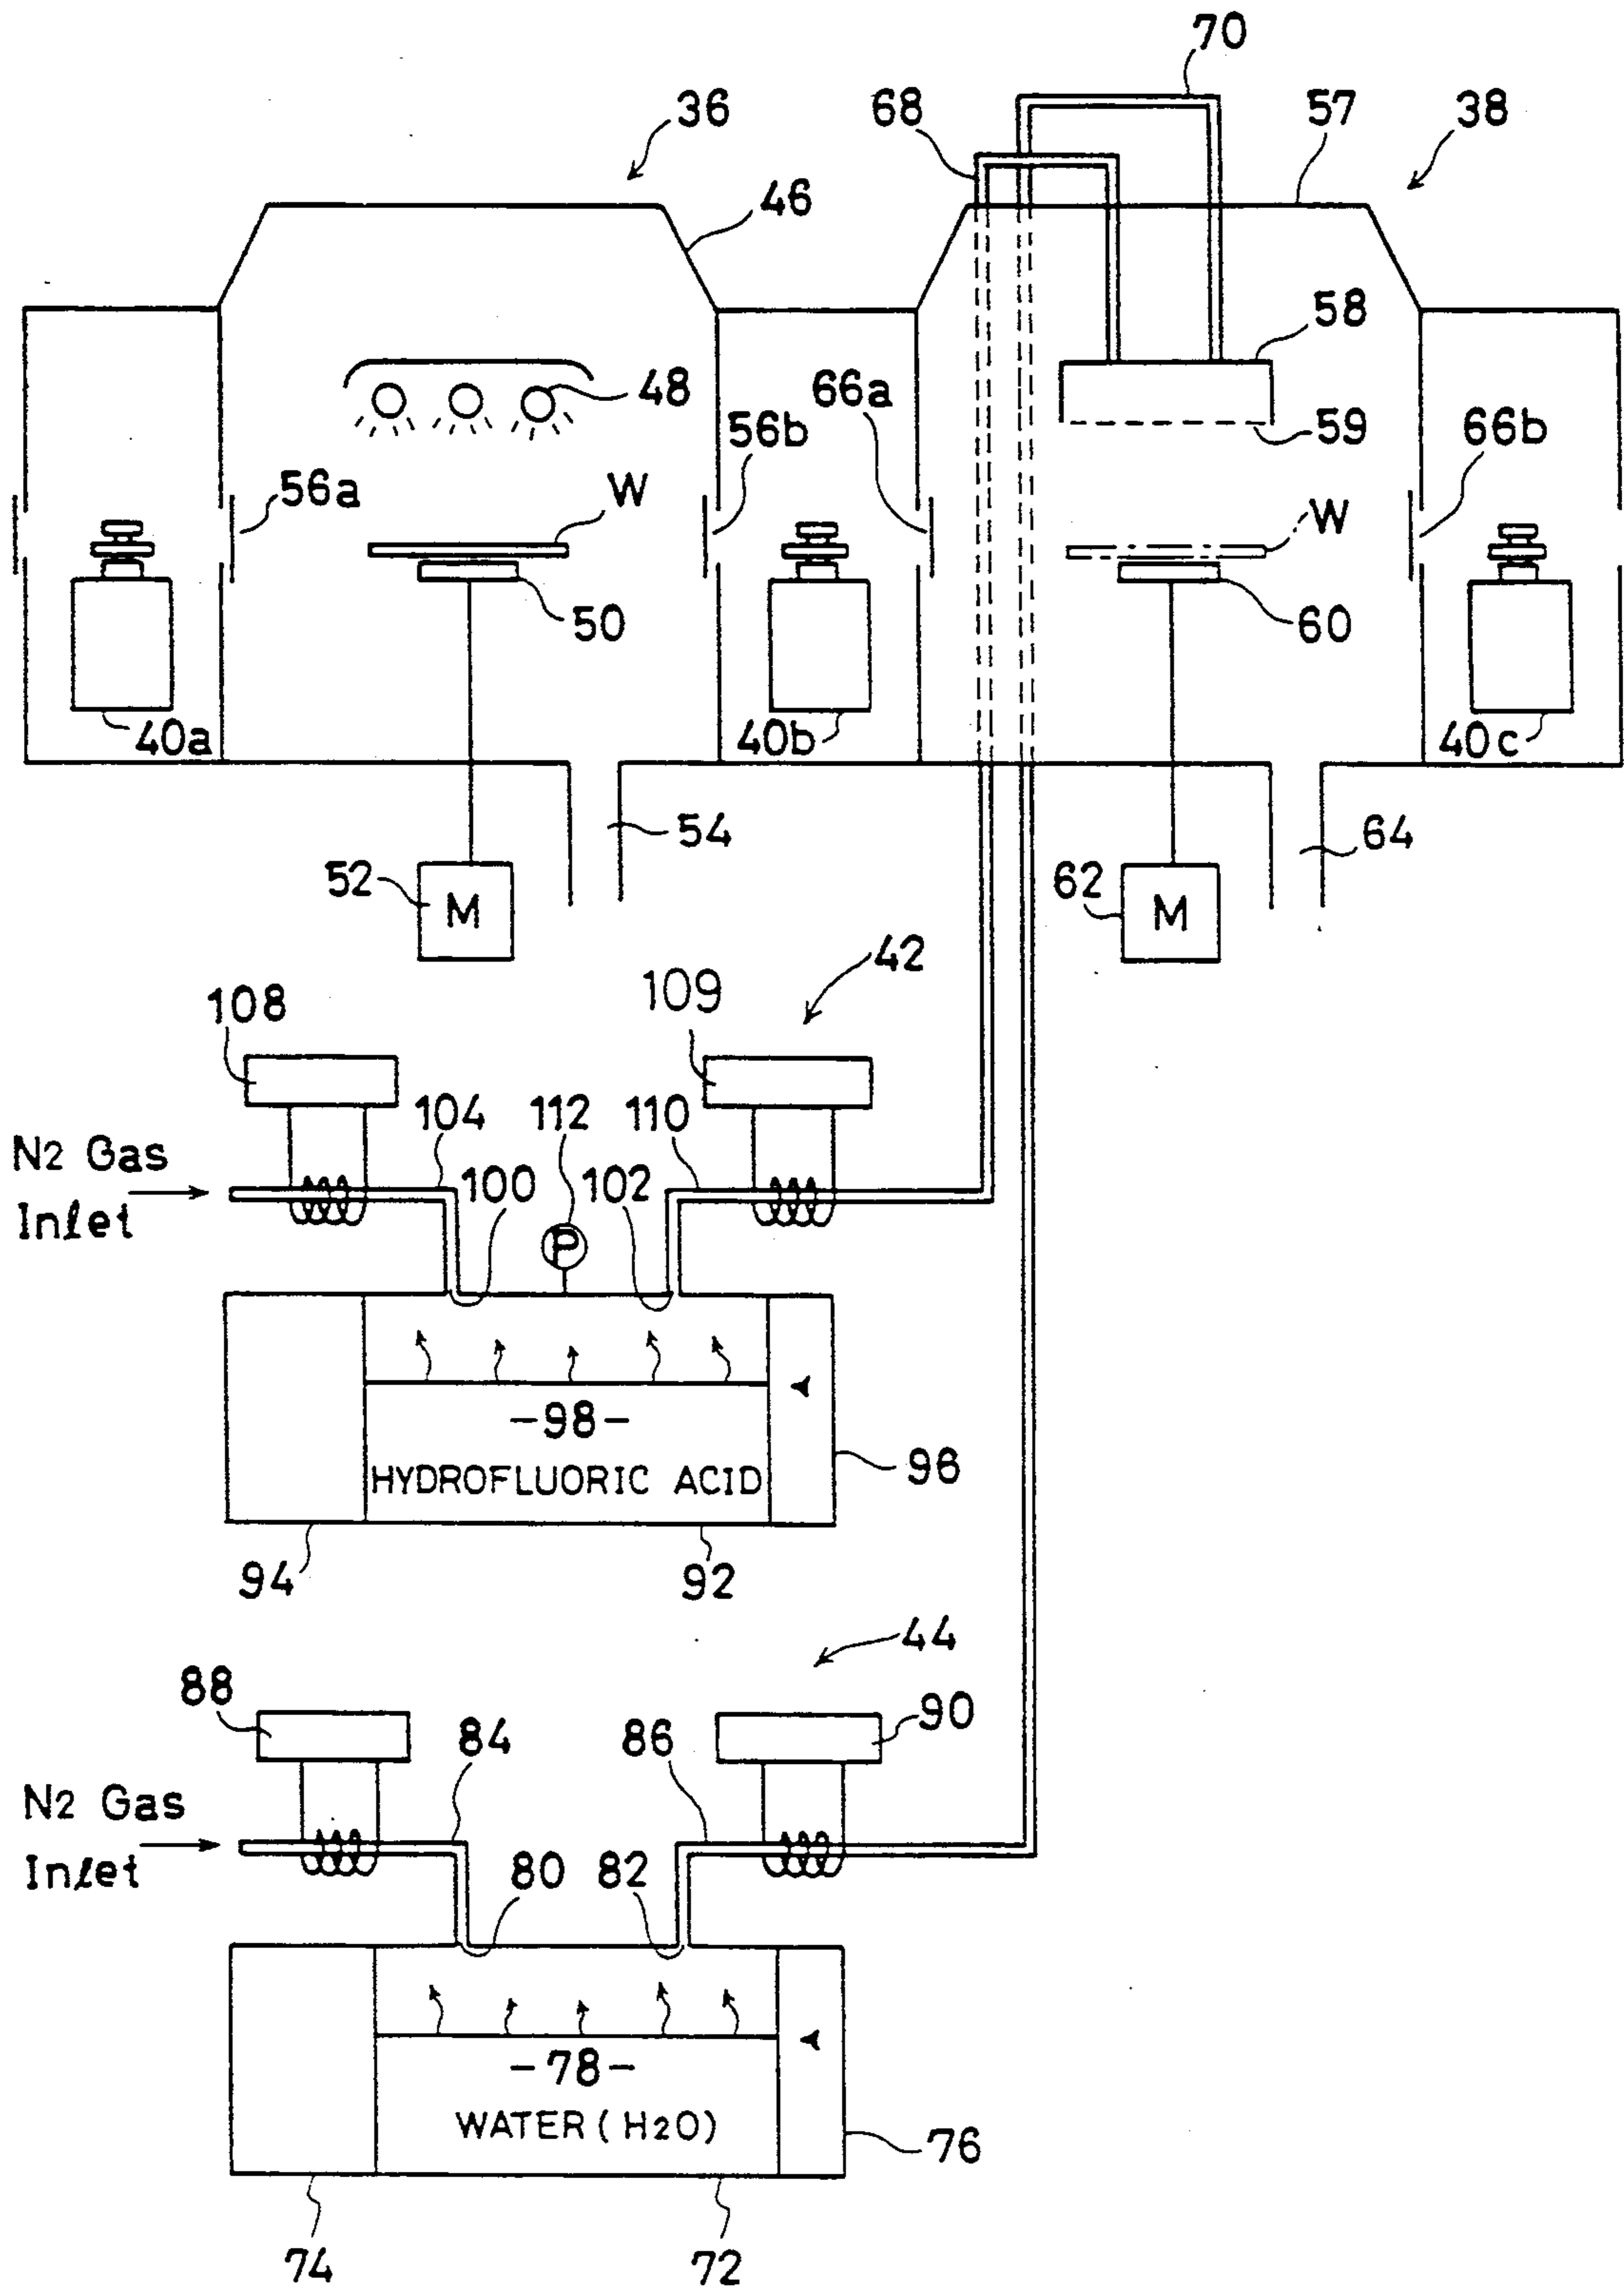 70
36
68
57
38
46
58
48
66a
56b
59
66b
56a
W
W
50
60
40a
40b
40c
54
64
52
M
62
M
42
108
109
104
112
110
N2 Gas
Inlet
100
102
P
-98-
HYDROFLUORIC ACID
96
94
92
44
88
90
84
86
N2 Gas
Inlet
80
82
-78-
WATER (H2O)
76
74
72